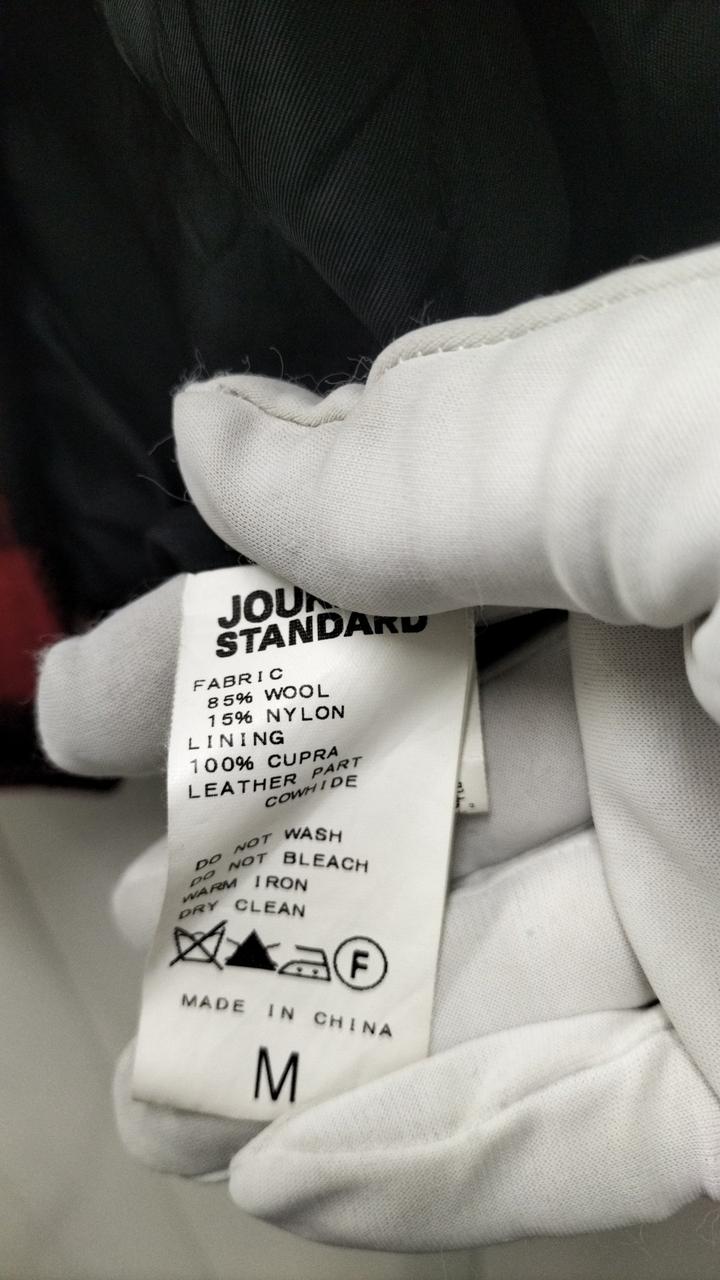 STANDARD
FABRIC
85% WOOL
15% NYLON
LINING
100% CUPRA
LEATHER PART
COWHIDE
DO NOT WASH
DO NOT BLEACH
WARM IRON
DRY CLEAN
F
MADE IN CHINA
M